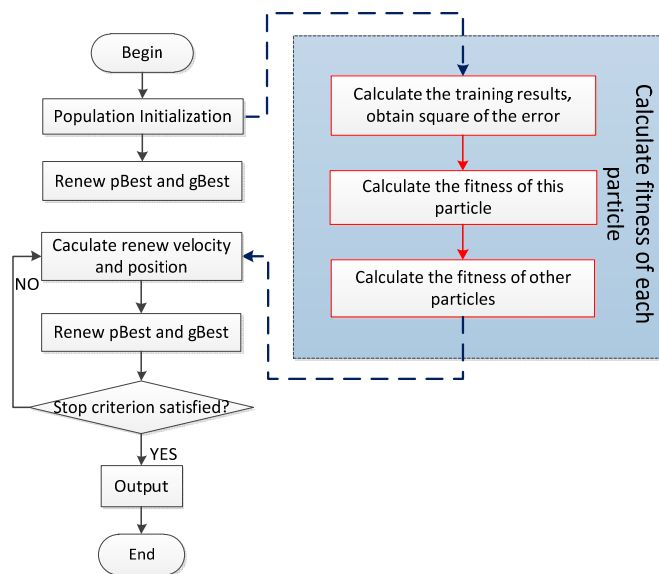 Begin
Population Initialization
Renew pBest and gBest
Caculate renew velocity
and position
NO
Renew pBest and gBest
Stop criterion satisfied?
YES
Output
End
Calculate the training results,
obtain square of the error
Calculate the fitness of this
particle
Calculate the fitness of other
particles
Calculate fitness of each
particle